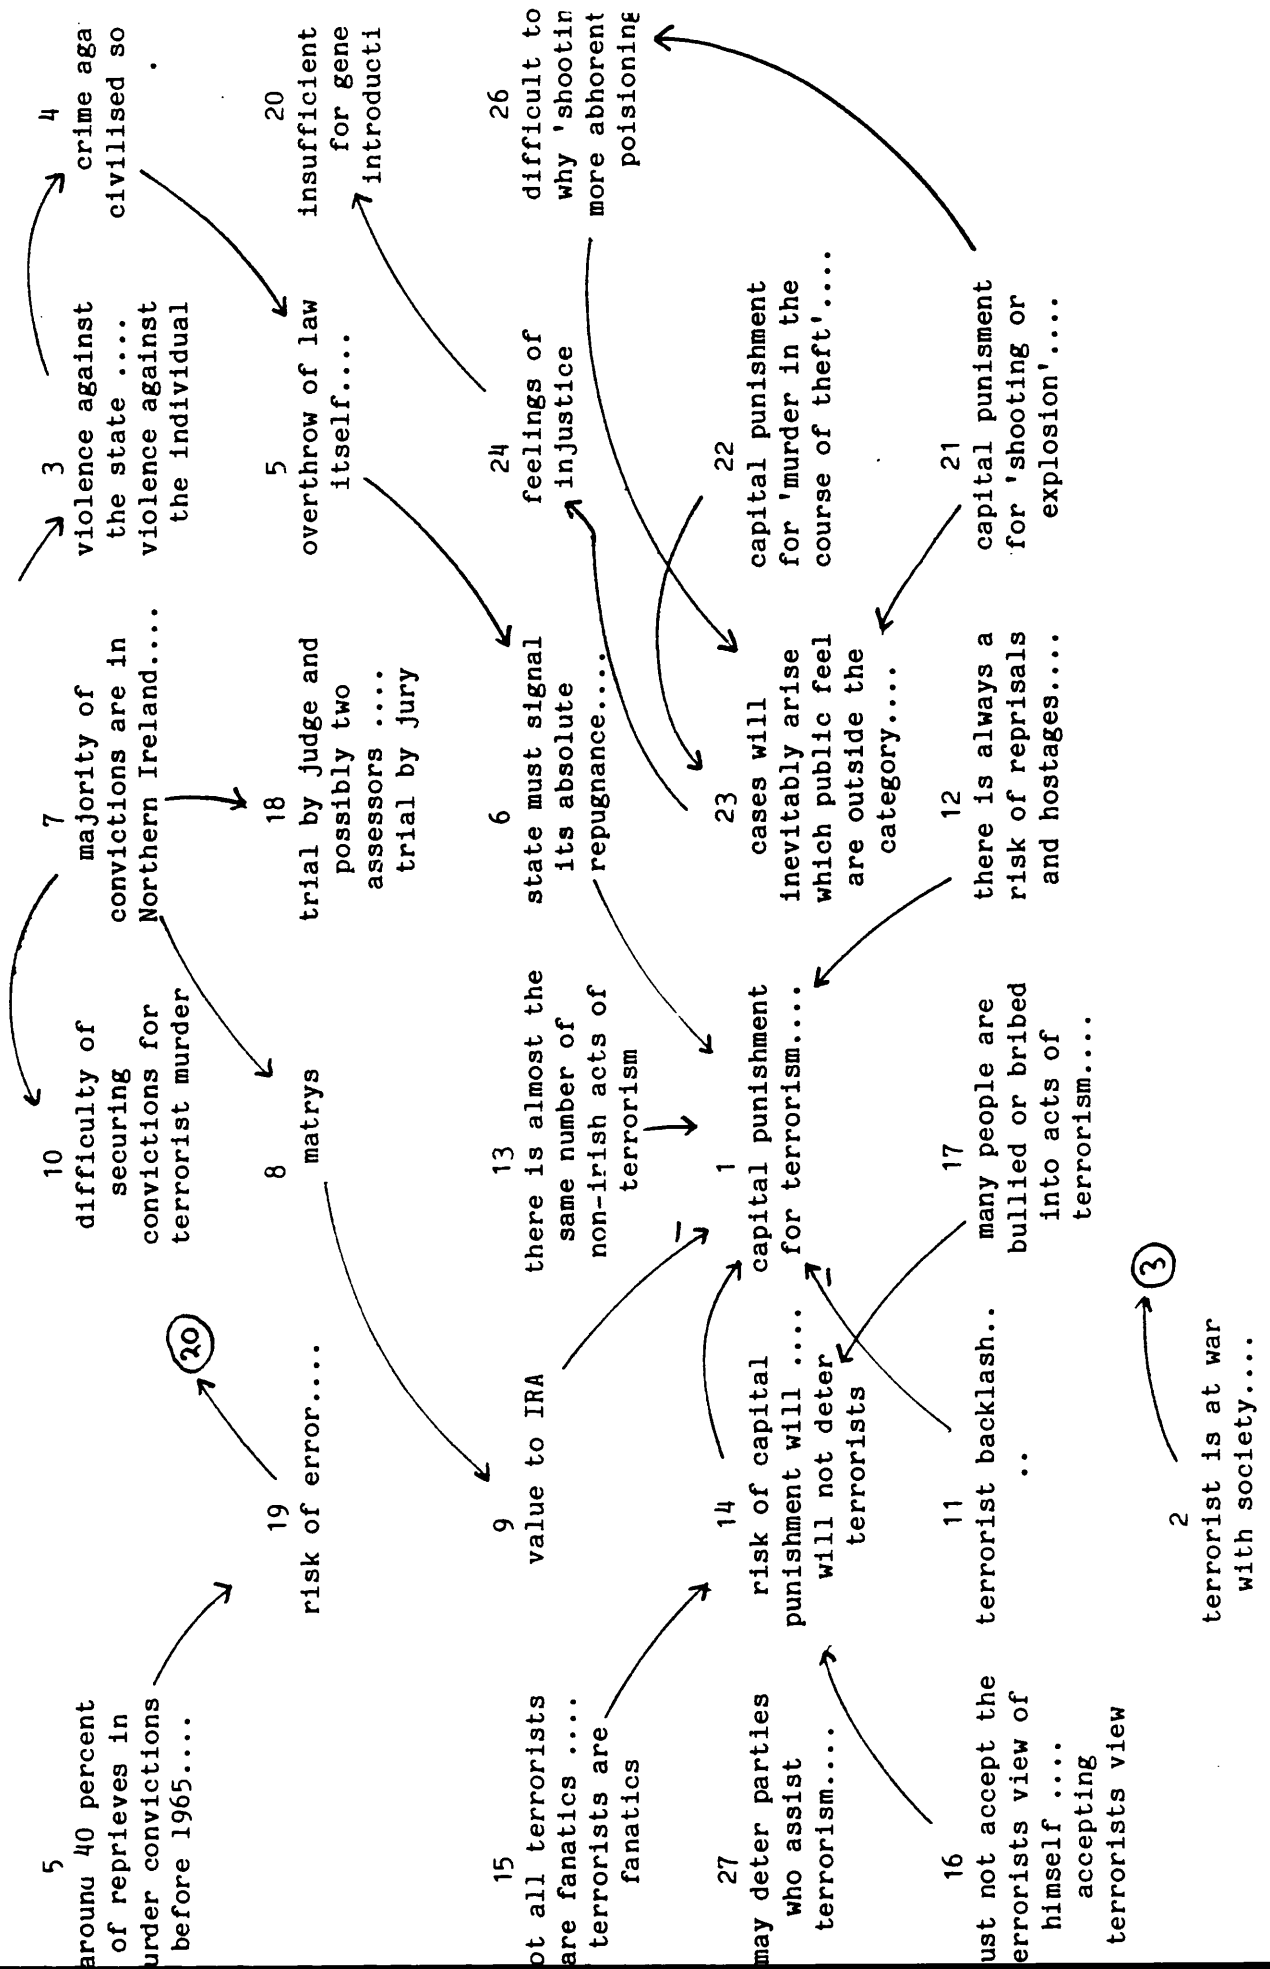 5
arounu 40 percent
of reprieves in
urder convictions
before 1965....
10
difficulty of
securing
convictions for
terrorist murder
7
majority of
convictions are in
Northern Ireland....
3
violence against
the state ....
violence against
the individual
4
crime aga
civilised so
20
19
risk of error....
8
matrys
18
trial by judge and
possibly two
assessors ....
trial by jury
5
overthrow of law
itself....
20
insufficient
for gene
introducti
15
ot all terrorists
are fanatics ....
terrorists are
fanatics
9
value to IRA
13
there is almost the
same number of
non-irish acts of
terrorism
6
state must signal
its absolute
repugnance.....
24
feelings of
injustice
26
difficult to
why 'shootin
more abhorent
poisioning
27
may deter parties
who assist
terrorism....
14
risk of capital
punishment will ....
will not deter
terrorists
1
capital punishment
for terrorism....
23
cases will
inevitably arise
which public feel
are outside the
category....
22
capital punishment
for 'murder in the
course of theft'....
16
ust not accept the
errorists view of
himself ....
accepting
terrorists view
11
terrorist backlash..
..
17
many people are
bullied or bribed
into acts of
terrorism....
12
there is always a
risk of reprisals
and hostages....
21
capital punisment
for 'shooting or
explosion'....
2
terrorist is at war
with society....
3